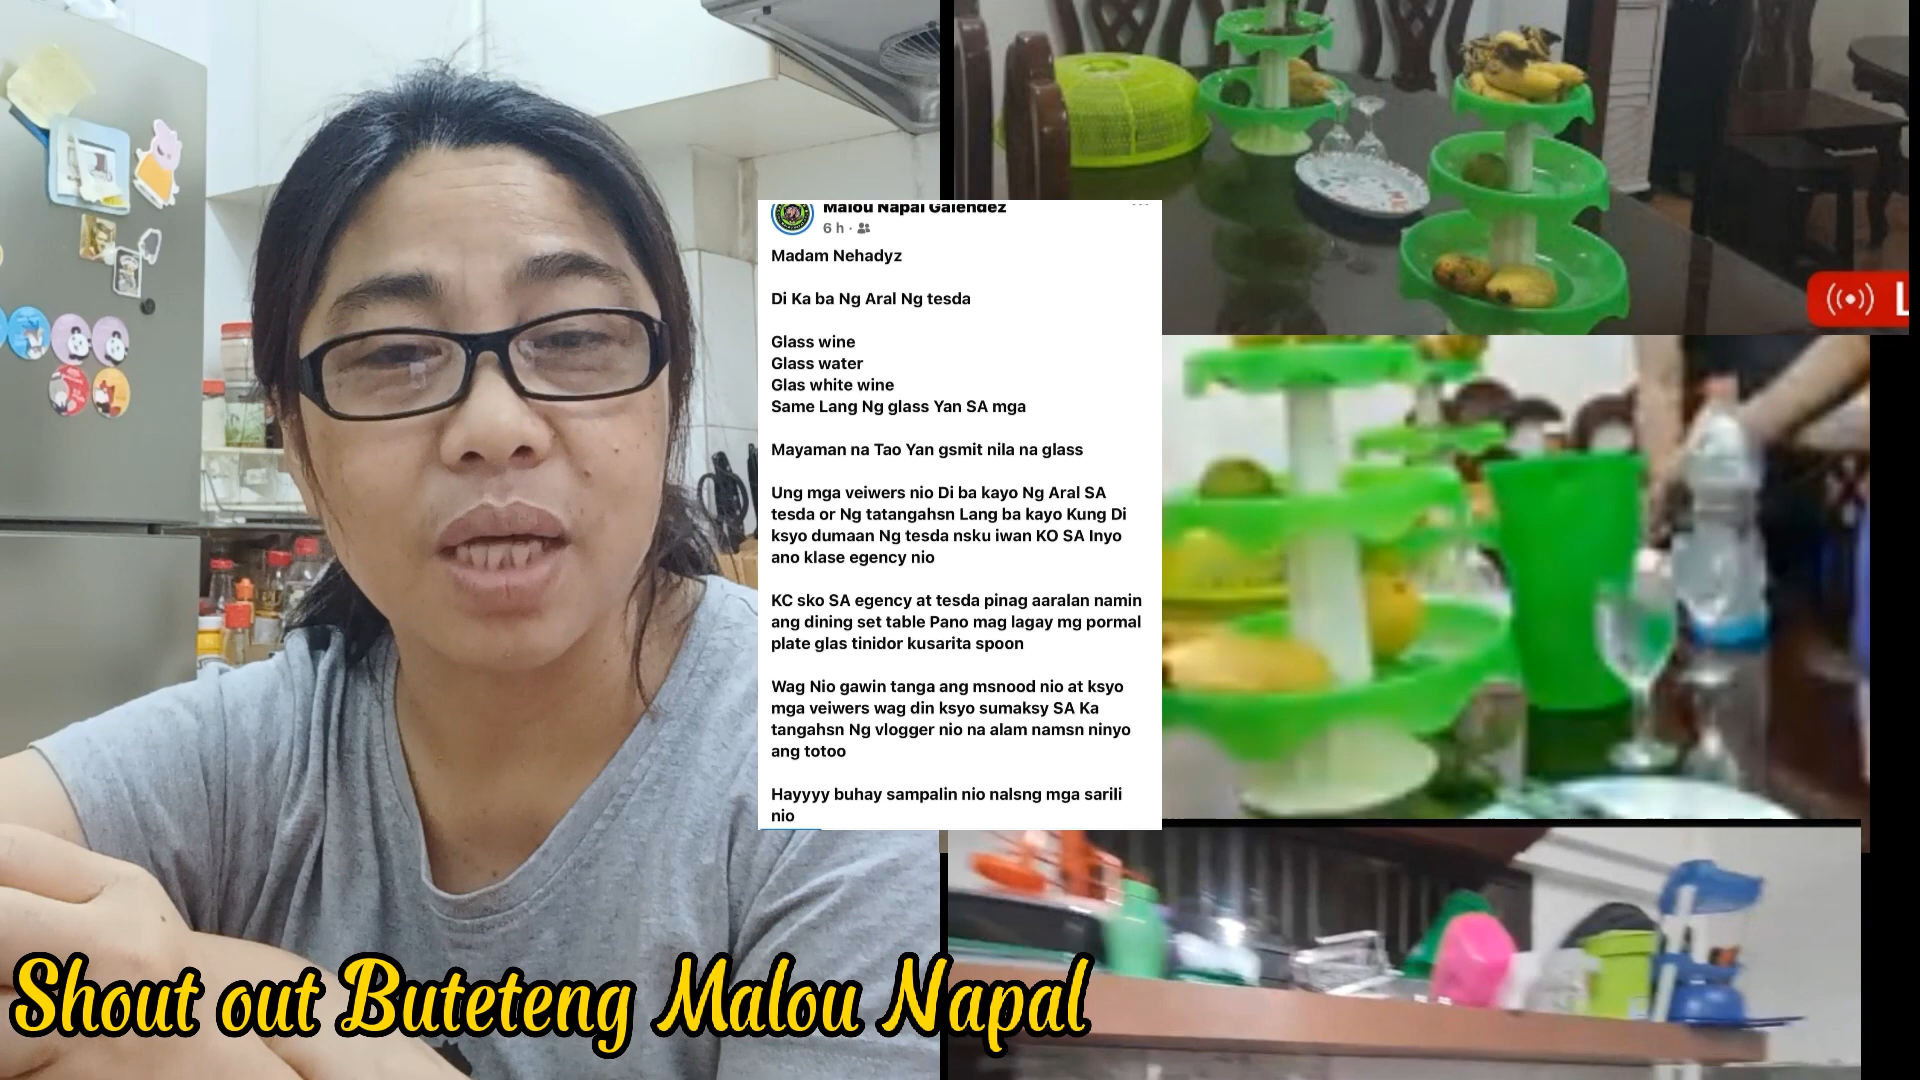 Malou Napal Galendez
6 h ·
Madam Nehadyz
Di Ka ba Ng Aral Ng tesda
Glass wine
Glass water
Glas white wine
Same Lang Ng glass Yan SA mga
Mayaman na Tao Yan gsmit nila na glass
Ung mga veiwers nio Di ba kayo Ng Aral SA
tesda or Ng tatangahsn Lang ba kayo Kung Di
ksyo dumaan Ng tesda nsku iwan KO SA Inyo
ano klase egency nio
KC sko SA egency at tesda pinag aaralan namin
ang dining set table Pano mag lagay mg pormal
plate glas tinidor kusarita spoon
Wag Nio gawin tanga ang msnood nio at ksyo
mga veiwers wag din ksyo sumaksy SA Ka
tangahsn Ng vlogger nio na alam namsn ninyo
ang totoo
Hayyyy buhay sampalin nio nalsng mga sarili
nio
L
Shout out Buteteng Malou Napal